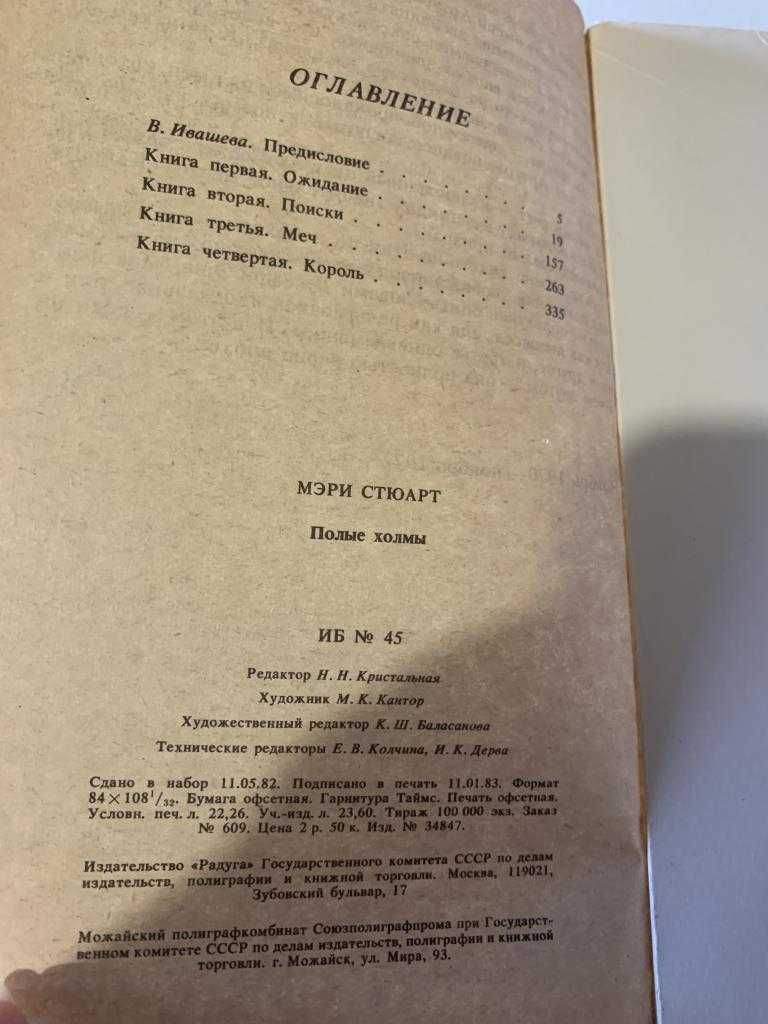 ОГЛАВЛЕНИЕ
В. Ивашева. Предисловие . . . . . . . . 5
Книга первая. Ожидание . . . . . . . . 19
Книга вторая. Поиски . . . . . . . . . 157
Книга третья. Меч . . . . . . . . . . 263
Книга четвертая. Король . . . . . . . . 335
МЭРИ СТЮАРТ
Полые холмы
ИБ № 45
Редактор Н. Н. Кристальная
Художник М. К. Кантор
Художественный редактор К. Ш. Баласанова
Технические редакторы Е. В. Колчина, И. К. Дерва
Сдано в набор 11.05.82. Подписано в печать 11.01.83. Формат
84×108¹/₃₂. Бумага офсетная. Гарнитура Таймс. Печать офсетная.
Условн. печ. л. 22,26. Уч.-изд. л. 23,60. Тираж 100 000 экз. Заказ
№ 609. Цена 2 р. 50 к. Изд. № 34847.
Издательство «Радуга» Государственного комитета СССР по делам
издательств, полиграфии и книжной торговли. Москва, 119021,
Зубовский бульвар, 17
Можайский полиграфкомбинат Союзполиграфпрома при Государст-
венном комитете СССР по делам издательств, полиграфии и книжной
торговли. г. Можайск, ул. Мира, 93.